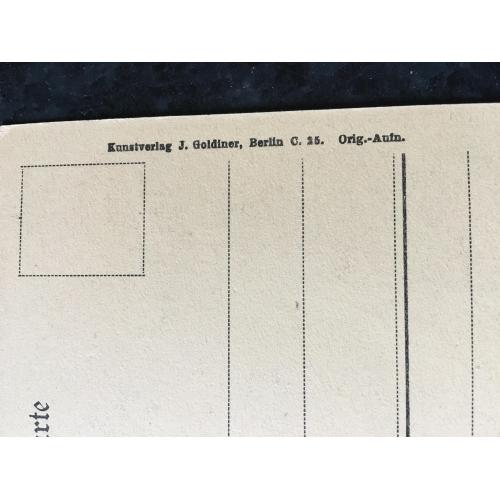 Kunstverlag J. Goldiner, Berlin C. 25. Orig.-Aufn.